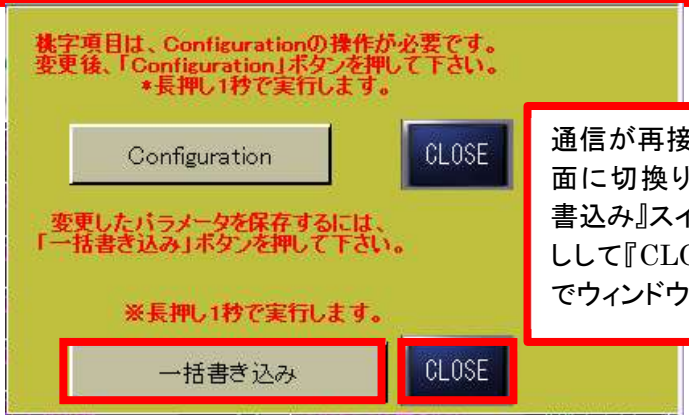 桃字項目は、Configurationの操作が必要です。
変更後、「Configuration」ボタンを押して下さい。
*長押し1秒で実行します。
Configuration
CLOSE
変更したパラメータを保存するには、
「一括書き込み」ボタンを押して下さい。
※長押し1秒で実行します。
一括書き込み
CLOSE
通信が再接
面に切換り
書込み』スイ
しして『CLO
でウィンドウ